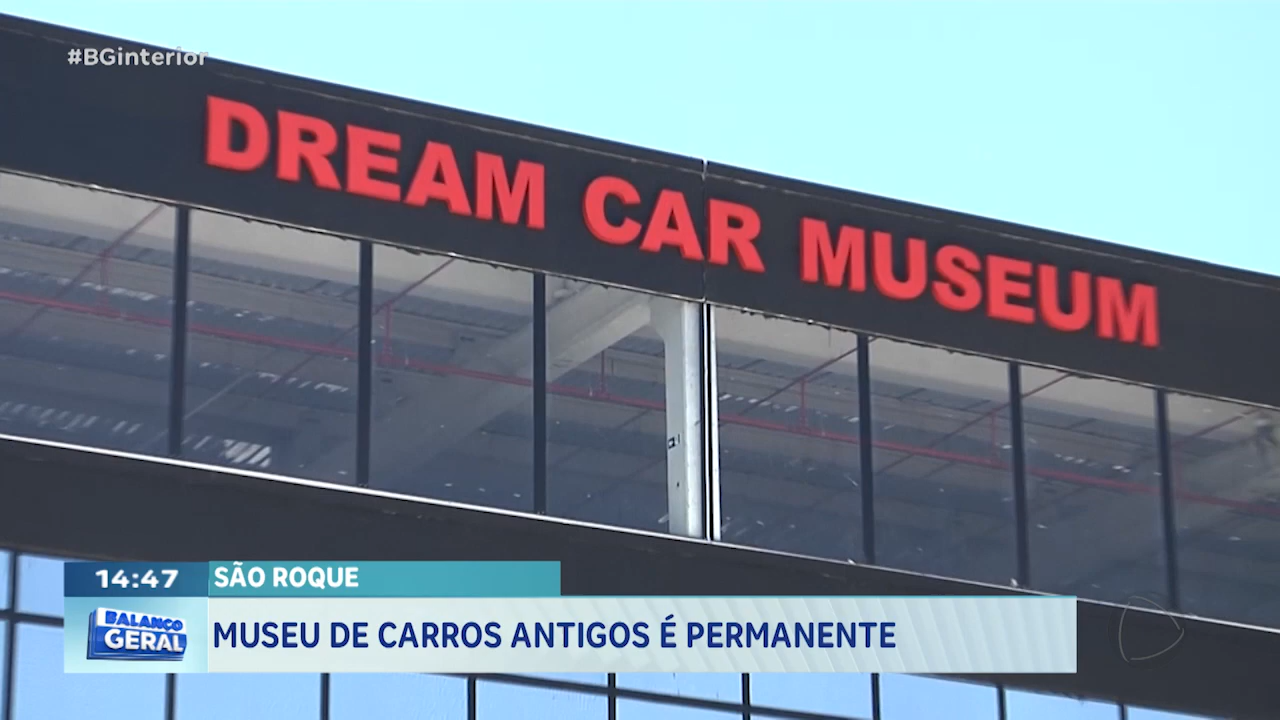 #BGinterior
DREAM CAR MUSEUM
14:47
SÃO ROQUE
BALANÇO
GERAL
MUSEU DE CARROS ANTIGOS É PERMANENTE